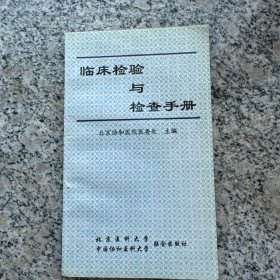 临床检验
与
检查手册
北京协和医院医务处 主编
北京医科大学
中国协和医科大学
联合出版社